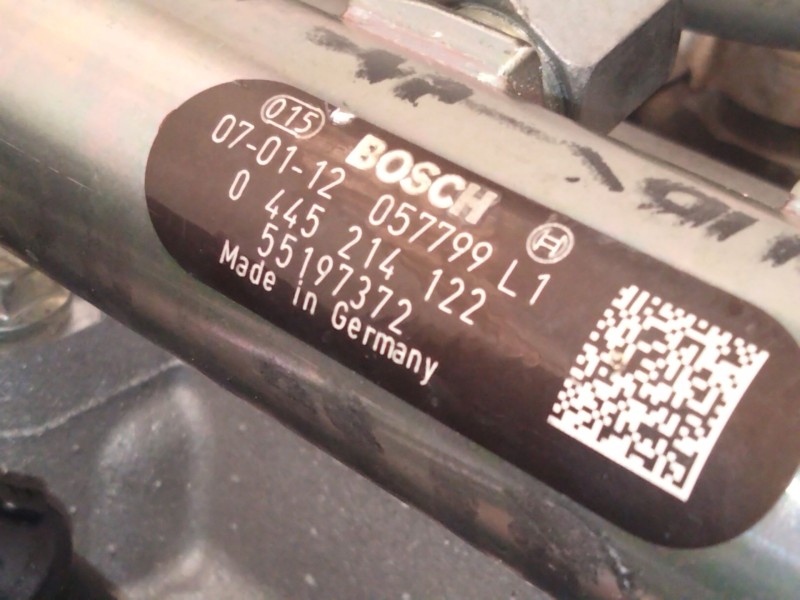 015
BOSCH
07-01-12 057799 L1
0 445 214 122
55197372
Made in Germany